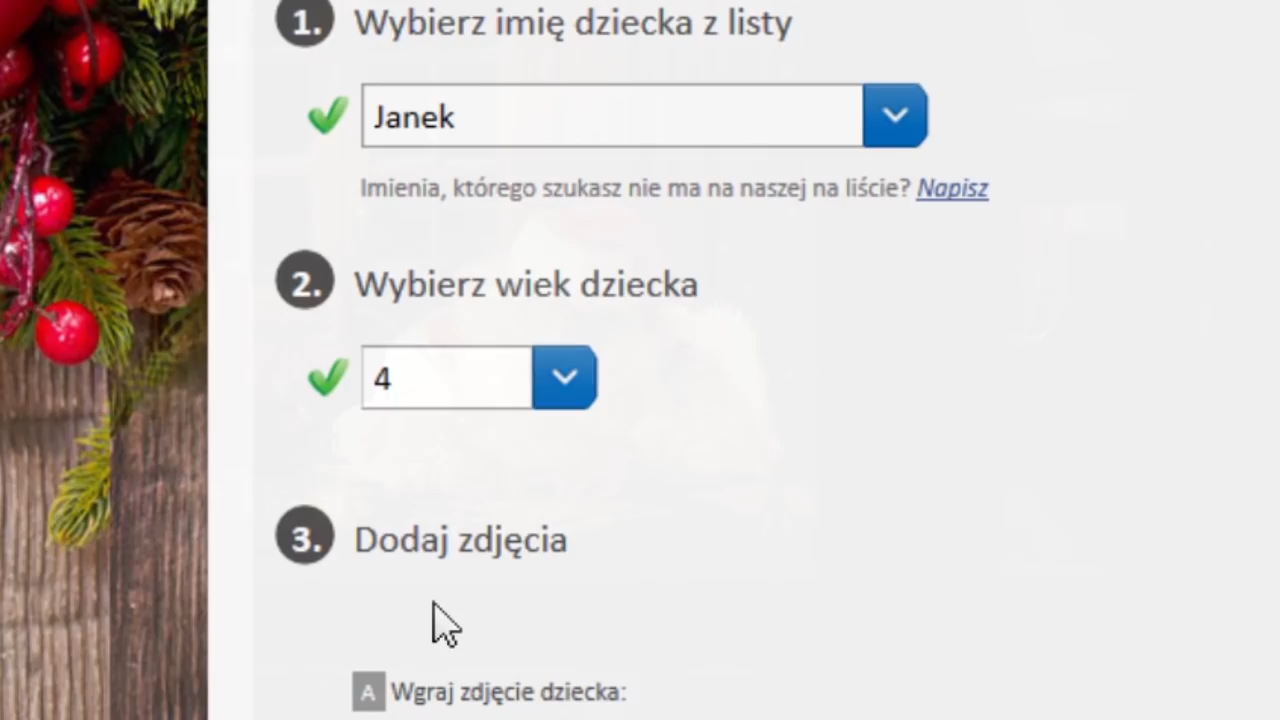 1. Wybierz imię dziecka z listy
Janek
Imienia, którego szukasz nie ma na naszej na liście? Napisz
2. Wybierz wiek dziecka
4
3. Dodaj zdjęcia
A Wgraj zdjęcie dziecka: